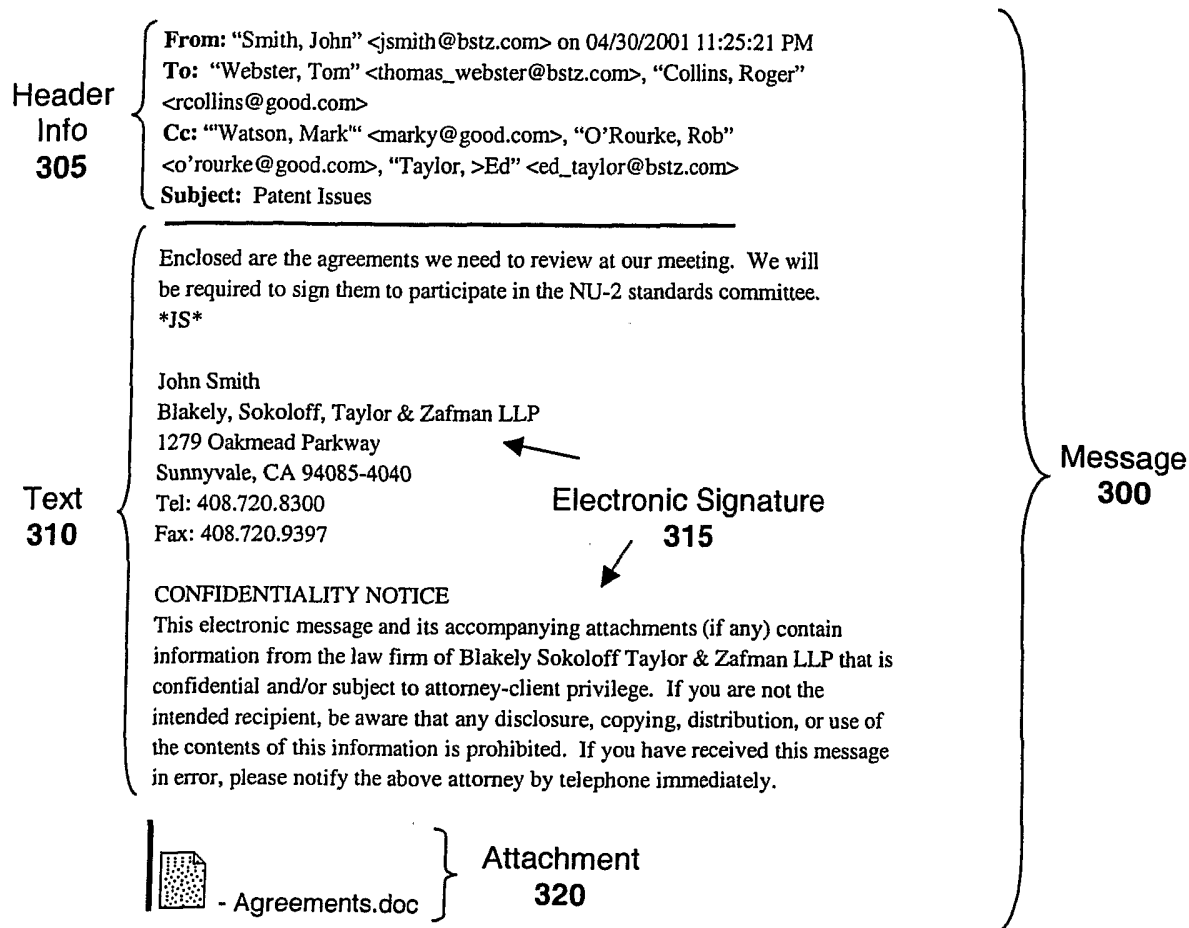 From: "Smith, John" <jsmith@bstz.com> on 04/30/2001 11:25:21 PM
To: "Webster, Tom" <thomas_webster@bstz.com>, "Collins, Roger"
<rcollins@good.com>
Cc: "'Watson, Mark'" <marky@good.com>, "O'Rourke, Rob"
<o'rourke@good.com>, "Taylor, >Ed" <ed_taylor@bstz.com>
Subject: Patent Issues
Header
Info
305
Enclosed are the agreements we need to review at our meeting. We will
be required to sign them to participate in the NU-2 standards committee.
*JS*
John Smith
Blakely, Sokoloff, Taylor & Zafman LLP
1279 Oakmead Parkway
Sunnyvale, CA 94085-4040
Tel: 408.720.8300
Fax: 408.720.9397
Text
310
Electronic Signature
315
Message
300
CONFIDENTIALITY NOTICE
This electronic message and its accompanying attachments (if any) contain
information from the law firm of Blakely Sokoloff Taylor & Zafman LLP that is
confidential and/or subject to attorney-client privilege. If you are not the
intended recipient, be aware that any disclosure, copying, distribution, or use of
the contents of this information is prohibited. If you have received this message
in error, please notify the above attorney by telephone immediately.
- Agreements.doc
Attachment
320